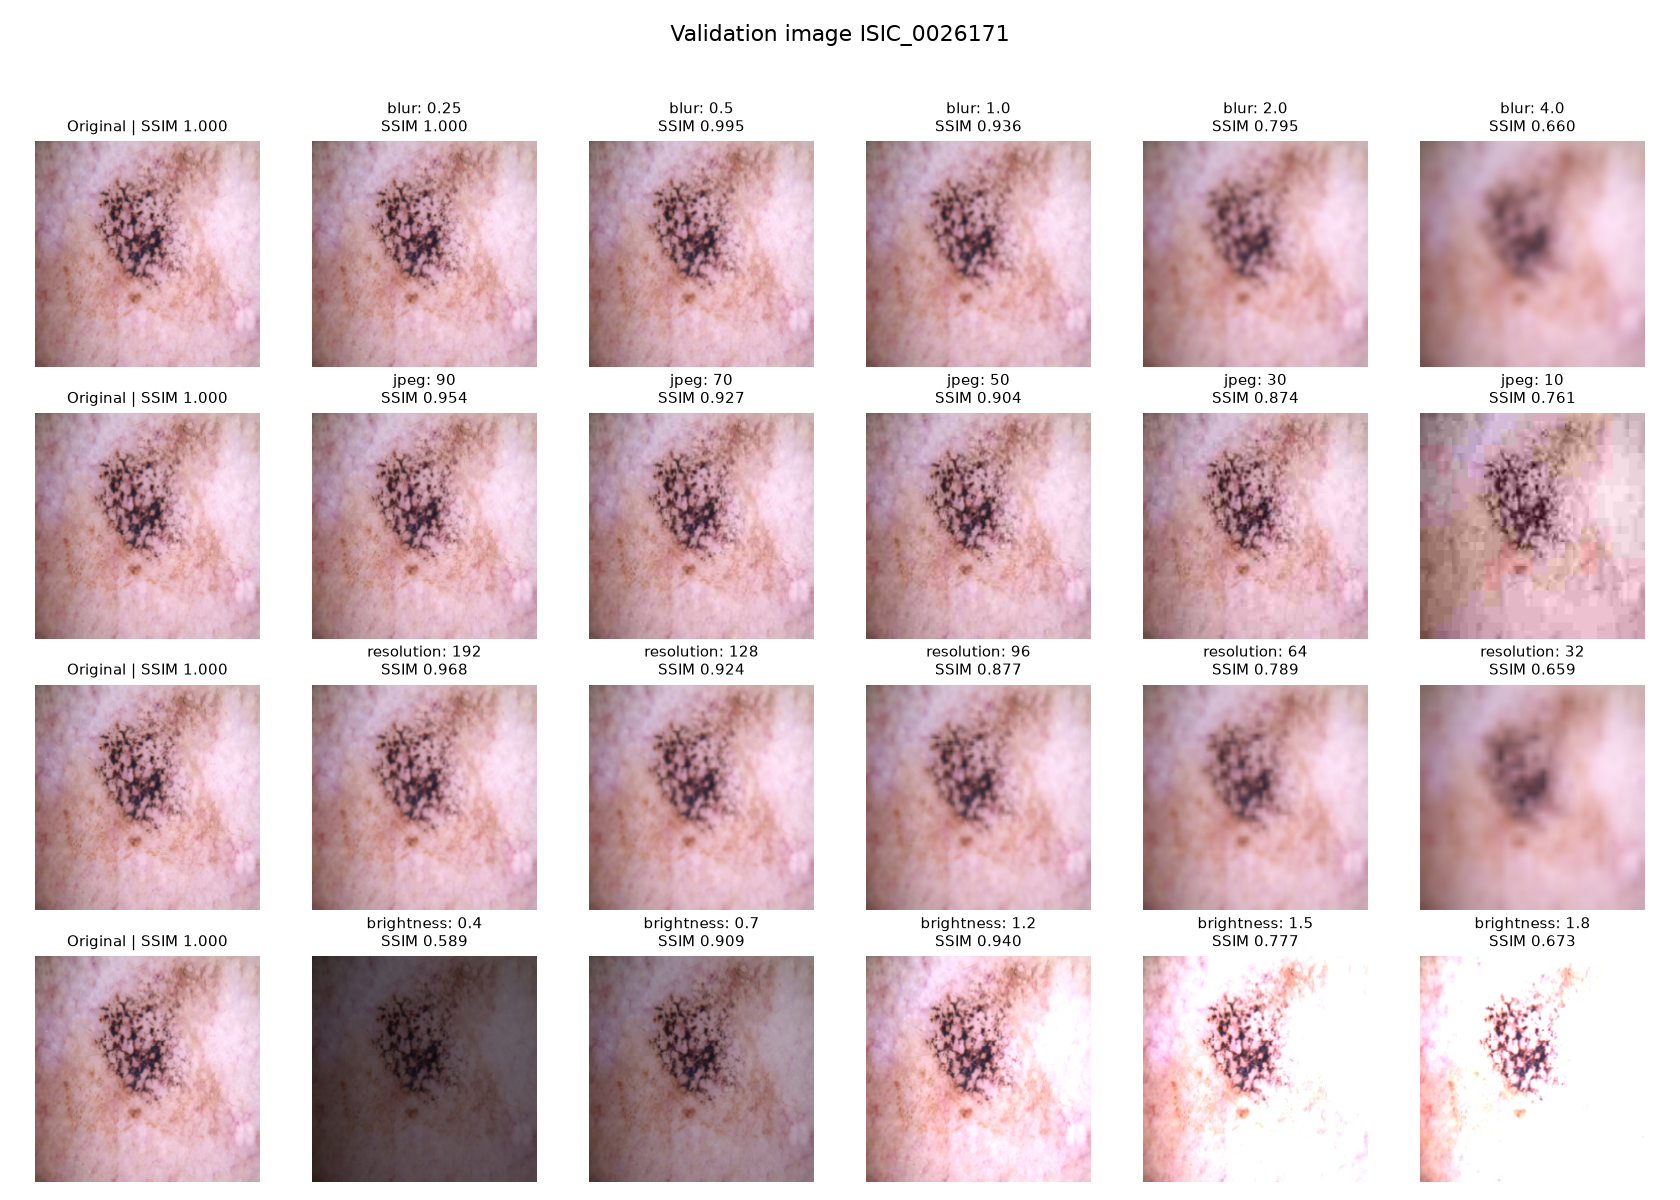 Validation image ISIC_0026171
Original | SSIM 1.000
blur: 0.25
SSIM 1.000
blur: 0.5
SSIM 0.995
blur: 1.0
SSIM 0.936
blur: 2.0
SSIM 0.795
blur: 4.0
SSIM 0.660
Original | SSIM 1.000
jpeg: 90
SSIM 0.954
jpeg: 70
SSIM 0.927
jpeg: 50
SSIM 0.904
jpeg: 30
SSIM 0.874
jpeg: 10
SSIM 0.761
Original | SSIM 1.000
resolution: 192
SSIM 0.968
resolution: 128
SSIM 0.924
resolution: 96
SSIM 0.877
resolution: 64
SSIM 0.789
resolution: 32
SSIM 0.659
Original | SSIM 1.000
brightness: 0.4
SSIM 0.589
brightness: 0.7
SSIM 0.909
brightness: 1.2
SSIM 0.940
brightness: 1.5
SSIM 0.777
brightness: 1.8
SSIM 0.673